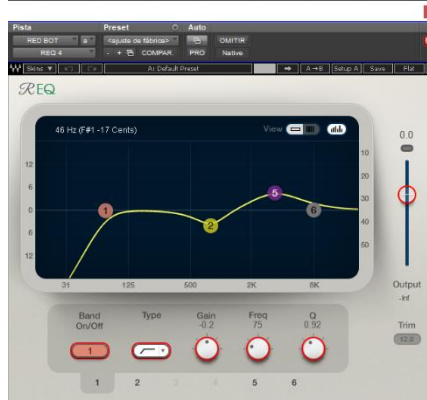 Pista Preset Auto
RED BOT a <ajuste de fábrica> OMITIR
REQ 4 - + COMPAR. PRO Native
Skins A: Default Preset A→B Setup A Save Flat
REQ
46 Hz (F#1 -17 Cents) View
0.0
12 10
6 20
0 30
6 40
12 50
1 2 5 6
31 125 500 2K 8K
Output
-Inf
Trim
12.0
Band On/Off Type Gain Freq Q
-0.2 75 0.92
1
1 2 3 4 5 6